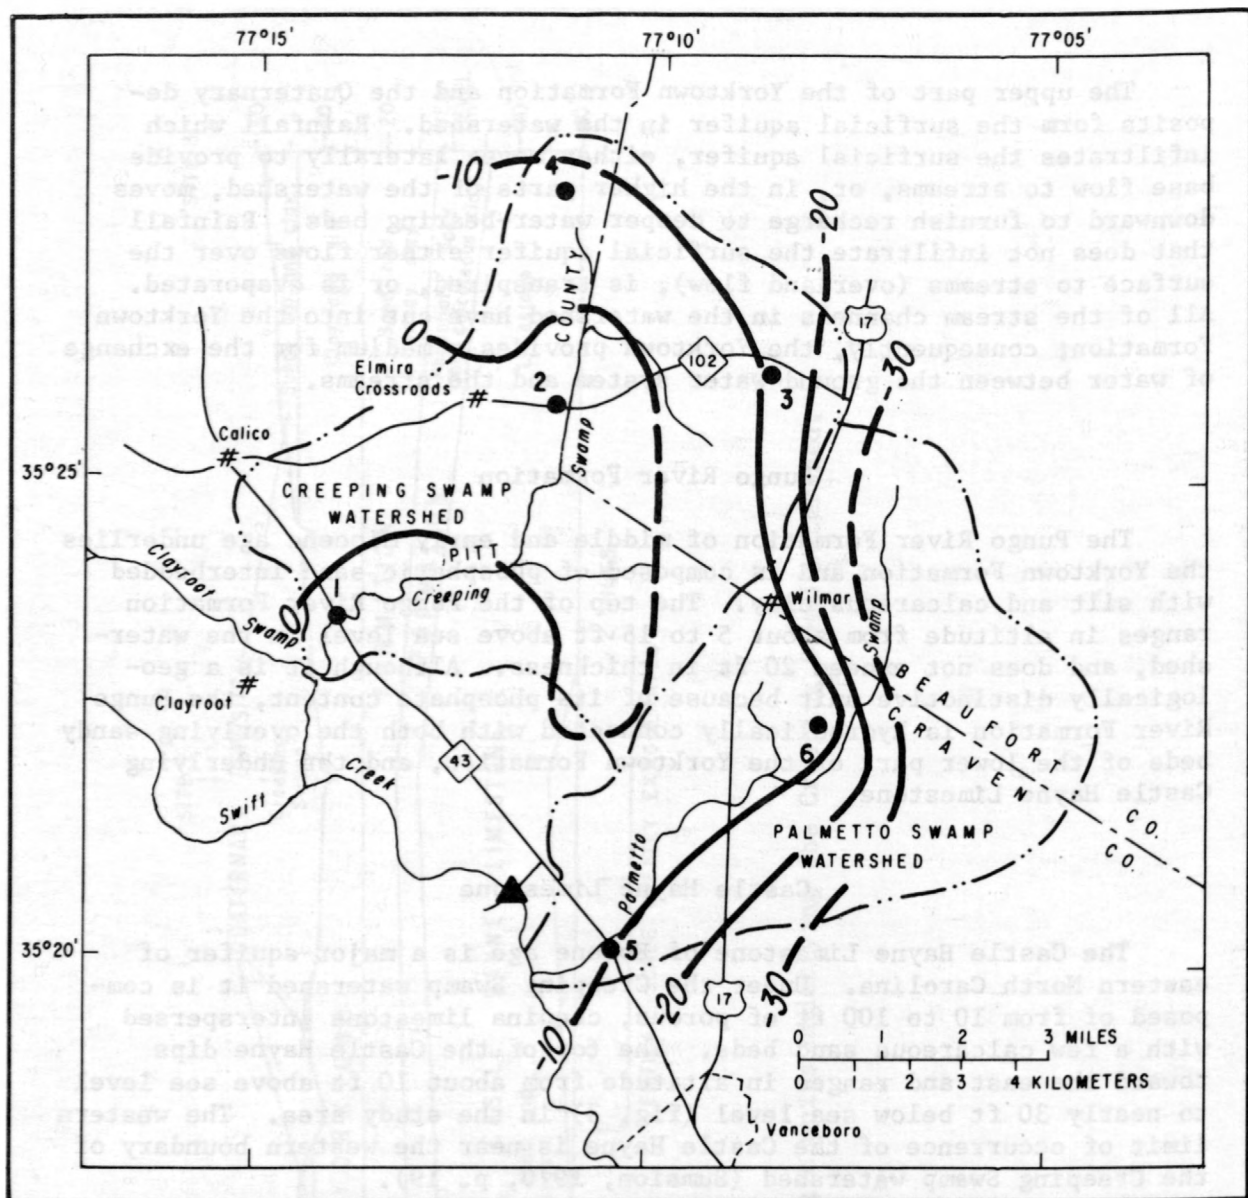 77°15' 77°10' 77°05'
-10
4
-20
COUNTY
17
0
102
-30
Elmira
Crossroads
#
2
3
Calico
#
Swamp
35°25'
CREEPING SWAMP
WATERSHED
PITT
Creeping
Clayroot
Swamp
0
#
Wilmar
Swamp
#
Clayroot
BEAUFORT CO.
CRAVEN CO.
6
43
Creek
Swift
PALMETTO SWAMP
WATERSHED
Palmetto
35°20'
5
-10
-20
17
-30
2 3 MILES
0 1 2 3 4 KILOMETERS
Vanceboro
The upper part of the Yorktown Formation and the Quaternary de-
posits form the surficial aquifer in the watershed. Rainfall which
infiltrates the surficial aquifer, laterally to provide
base flow to streams, or, in the higher parts of the watershed, moves
downward to furnish recharge to deeper water-bearing beds. Rainfall
that does not infiltrate the surficial aquifer either flows over the
surface to streams (overland flow), is transpired, or is evaporated.
All of the stream channels in the watershed have cut into the Yorktown
Formation; consequently, the Yorktown provides a medium for the exchange
of water between the ground-water system and the streams.
Pungo River Formation
The Pungo River Formation of middle and early Miocene age underlies
the Yorktown Formation and is composed of phosphatic sand interbedded
with silt and calcareous The top of the Pungo River Formation
ranges in altitude from about 5 to 15 ft above sea level in the water-
shed, and does not exceed 20 ft in thickness. Although it is a geo-
logically distinctive unit because of its phosphate content, the Pungo
River Formation is hydraulically connected with both the overlying sandy
beds of the lower part of the Yorktown Formation, and the underlying
Castle Hayne Limestone.
Castle Hayne Limestone
The Castle Hayne Limestone of Eocene age is a major aquifer of
eastern North Carolina. Under the Creeping Swamp watershed it is com-
posed of from 10 to 100 ft of porous, limestone interspersed
with a few calcareous sand beds. The top of the Castle Hayne dips
east and ranges in altitude from about 10 ft above see level
to nearly 30 ft below sea level in the study area. The western
limit of occurrence of the Castle Hayne is near the western boundary of
the Creeping Swamp watershed p. 19).